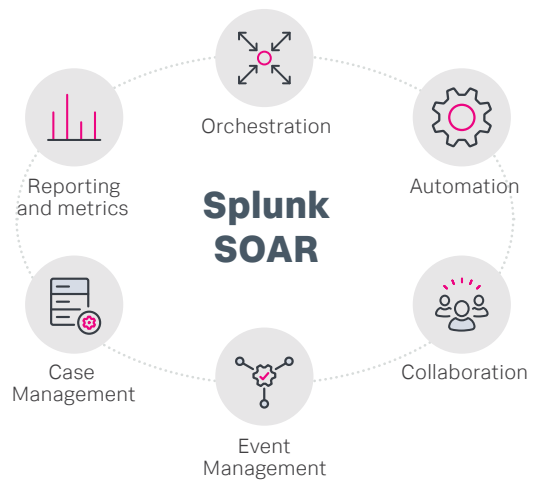 Orchestration
Automation
Collaboration
Event
Management
Case
Management
Reporting
and metrics
Splunk
SOAR